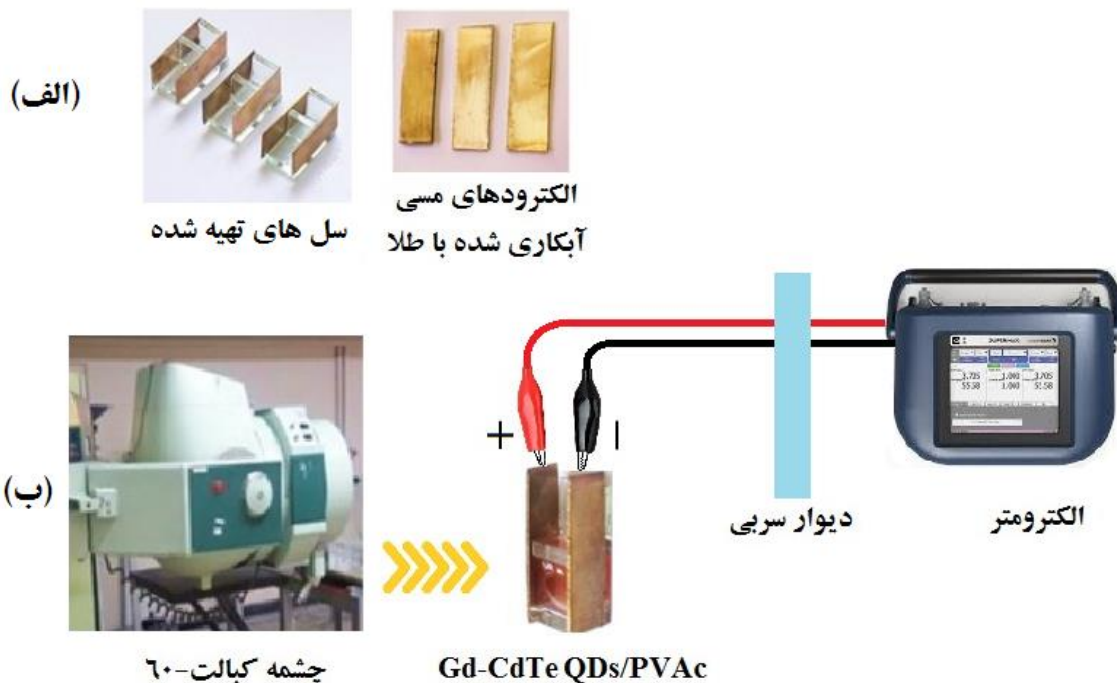 (الف)
سل های تهیه شده
الکترودهای مسی
آبکاری شده با طلا
(ب)
+
دیوار سربی
الکترومتر
چشمه کبالت-٦٠
Gd-CdTe QDs/PVAc